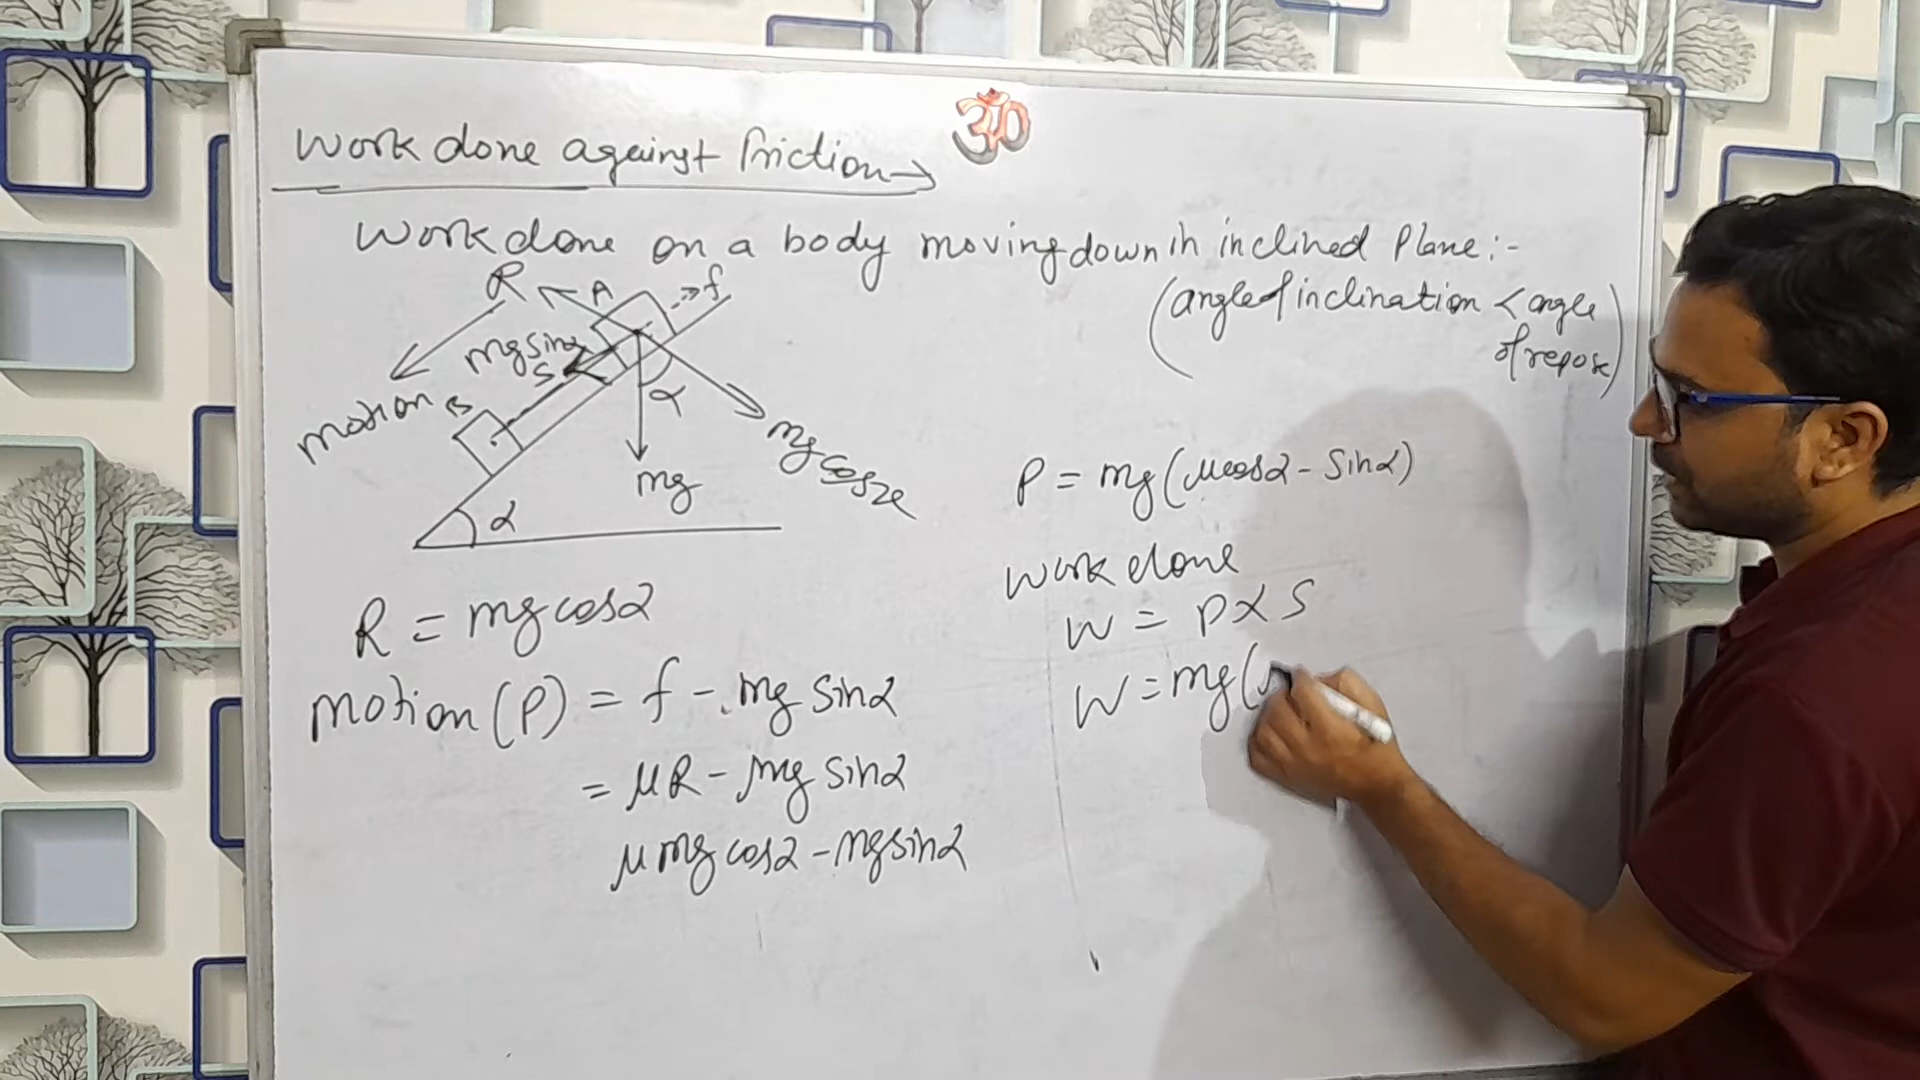 Work done against friction→
ॐ
Work done on a body moving down in inclined Plane:-
(angle of inclination < angle
of repose)
R
A
f
mg sinα
S
motion
B
α
mg cosα
mg
α
R = mg cosα
Motion (P) = f - mg sinα
= μR - mg sinα
μ mg cosα - mg sinα
P = mg (μcosα - Sinα)
Work done
W = P x S
W = mg (